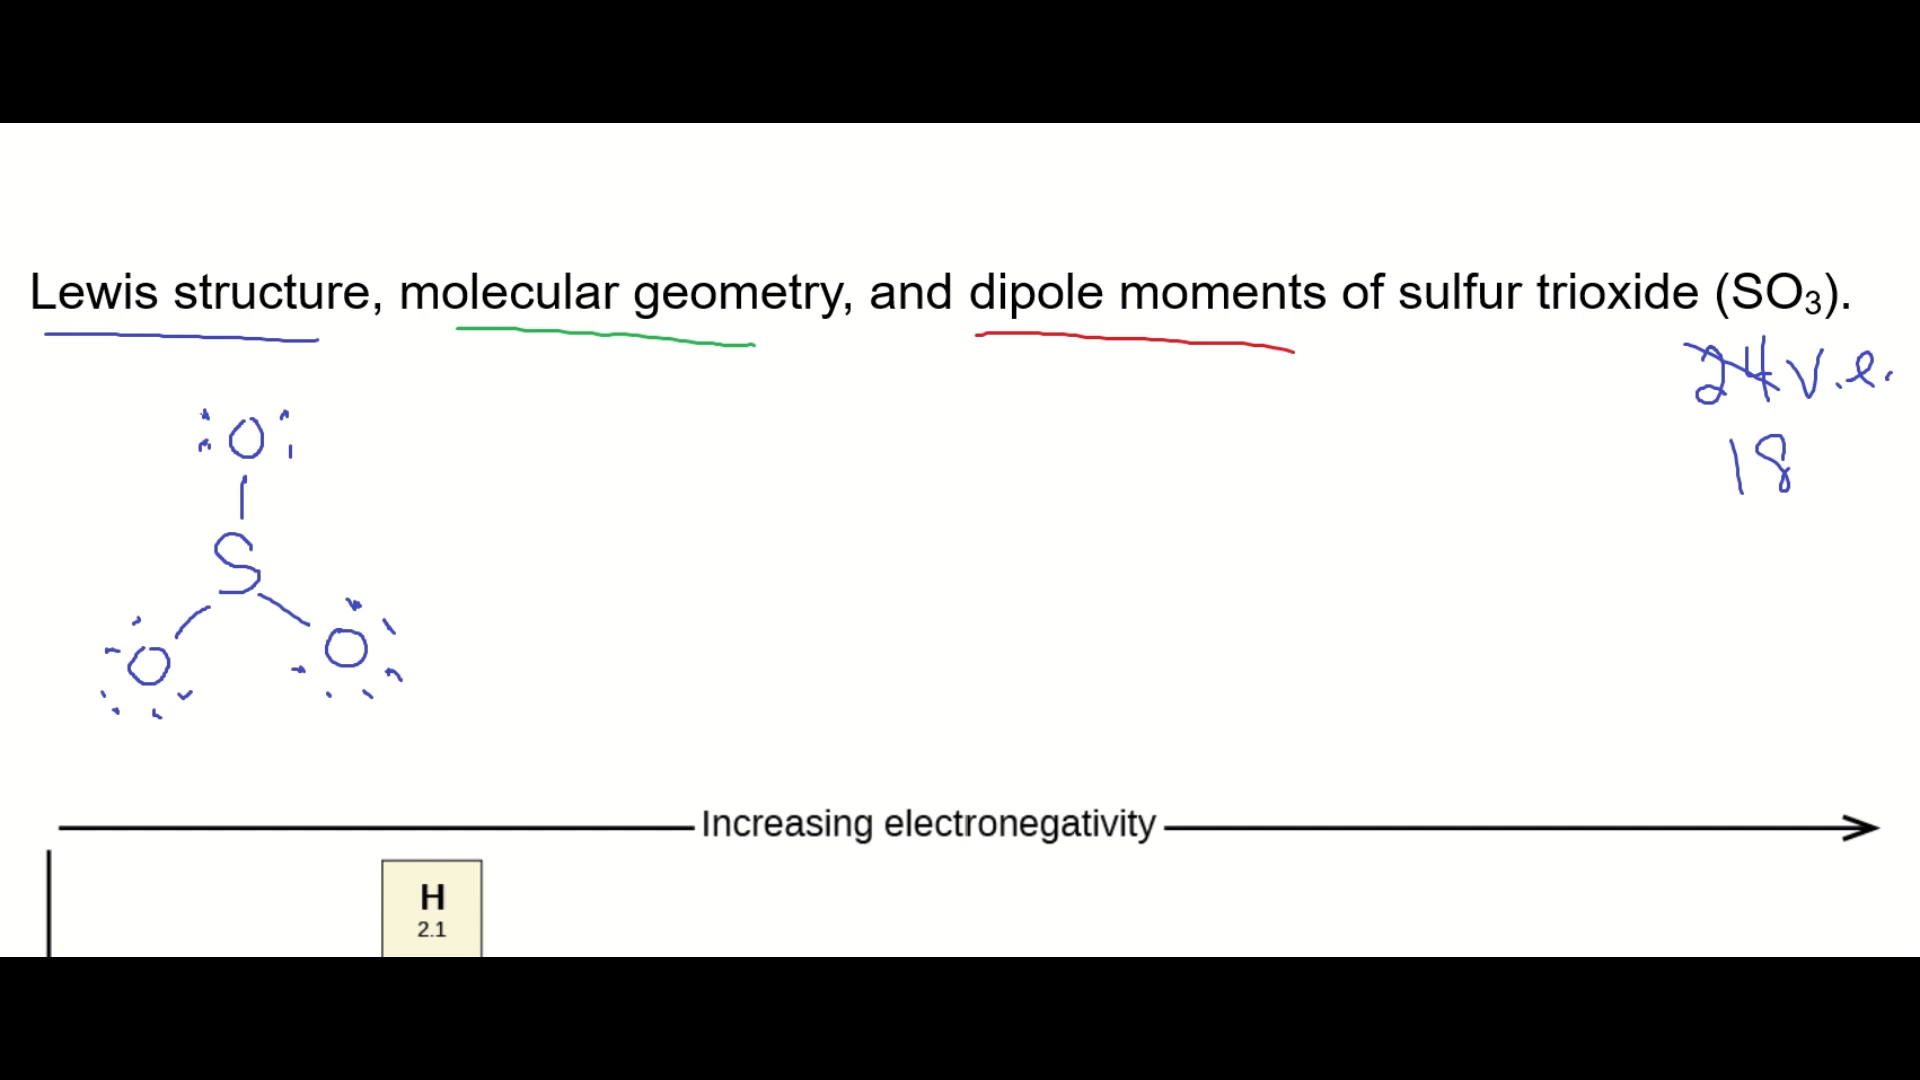 Lewis structure, molecular geometry, and dipole moments of sulfur trioxide (SO₃).
24 v.e.
18
O
S
O O
Increasing electronegativity
H
2.1